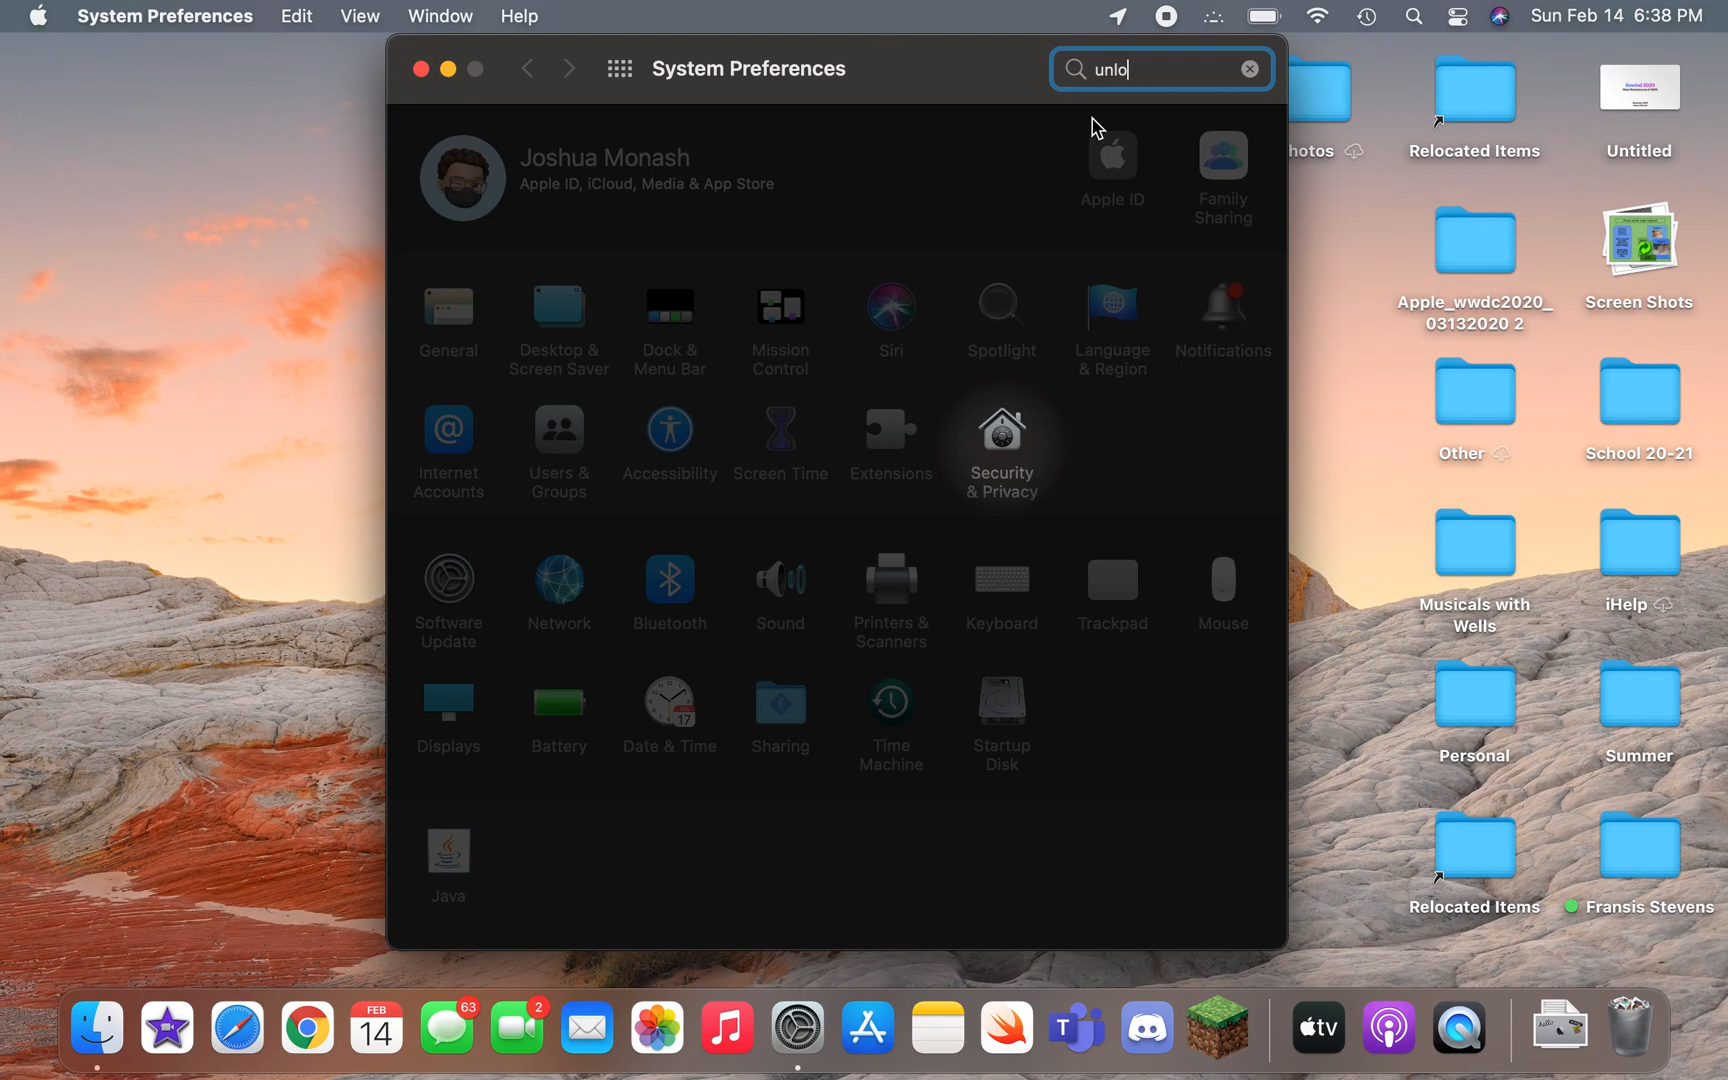 System Preferences Edit View Window Help Sun Feb 14 6:38 PM
System Preferences
unlo
Joshua Monash
Apple ID, iCloud, Media & App Store
Apple ID
Family
Sharing
General
Desktop &
Screen Saver
Dock &
Menu Bar
Mission
Control
Siri
Spotlight
Language
& Region
Notifications
Internet
Accounts
Users &
Groups
Accessibility
Screen Time
Extensions
Security
& Privacy
Software
Update
Network
Bluetooth
Sound
Printers &
Scanners
Keyboard
Trackpad
Mouse
Displays
Battery
JUL
17
Date & Time
Sharing
Time
Machine
Startup
Disk
Java
hotos
Relocated Items
Rewind 2020
Untitled
Apple_wwdc2020_
03132020 2
Screen Shots
Other
School 20-21
Musicals with
Wells
iHelp
Personal
Summer
Relocated Items
Fransis Stevens
FEB
14
63
2
T
tv
hello